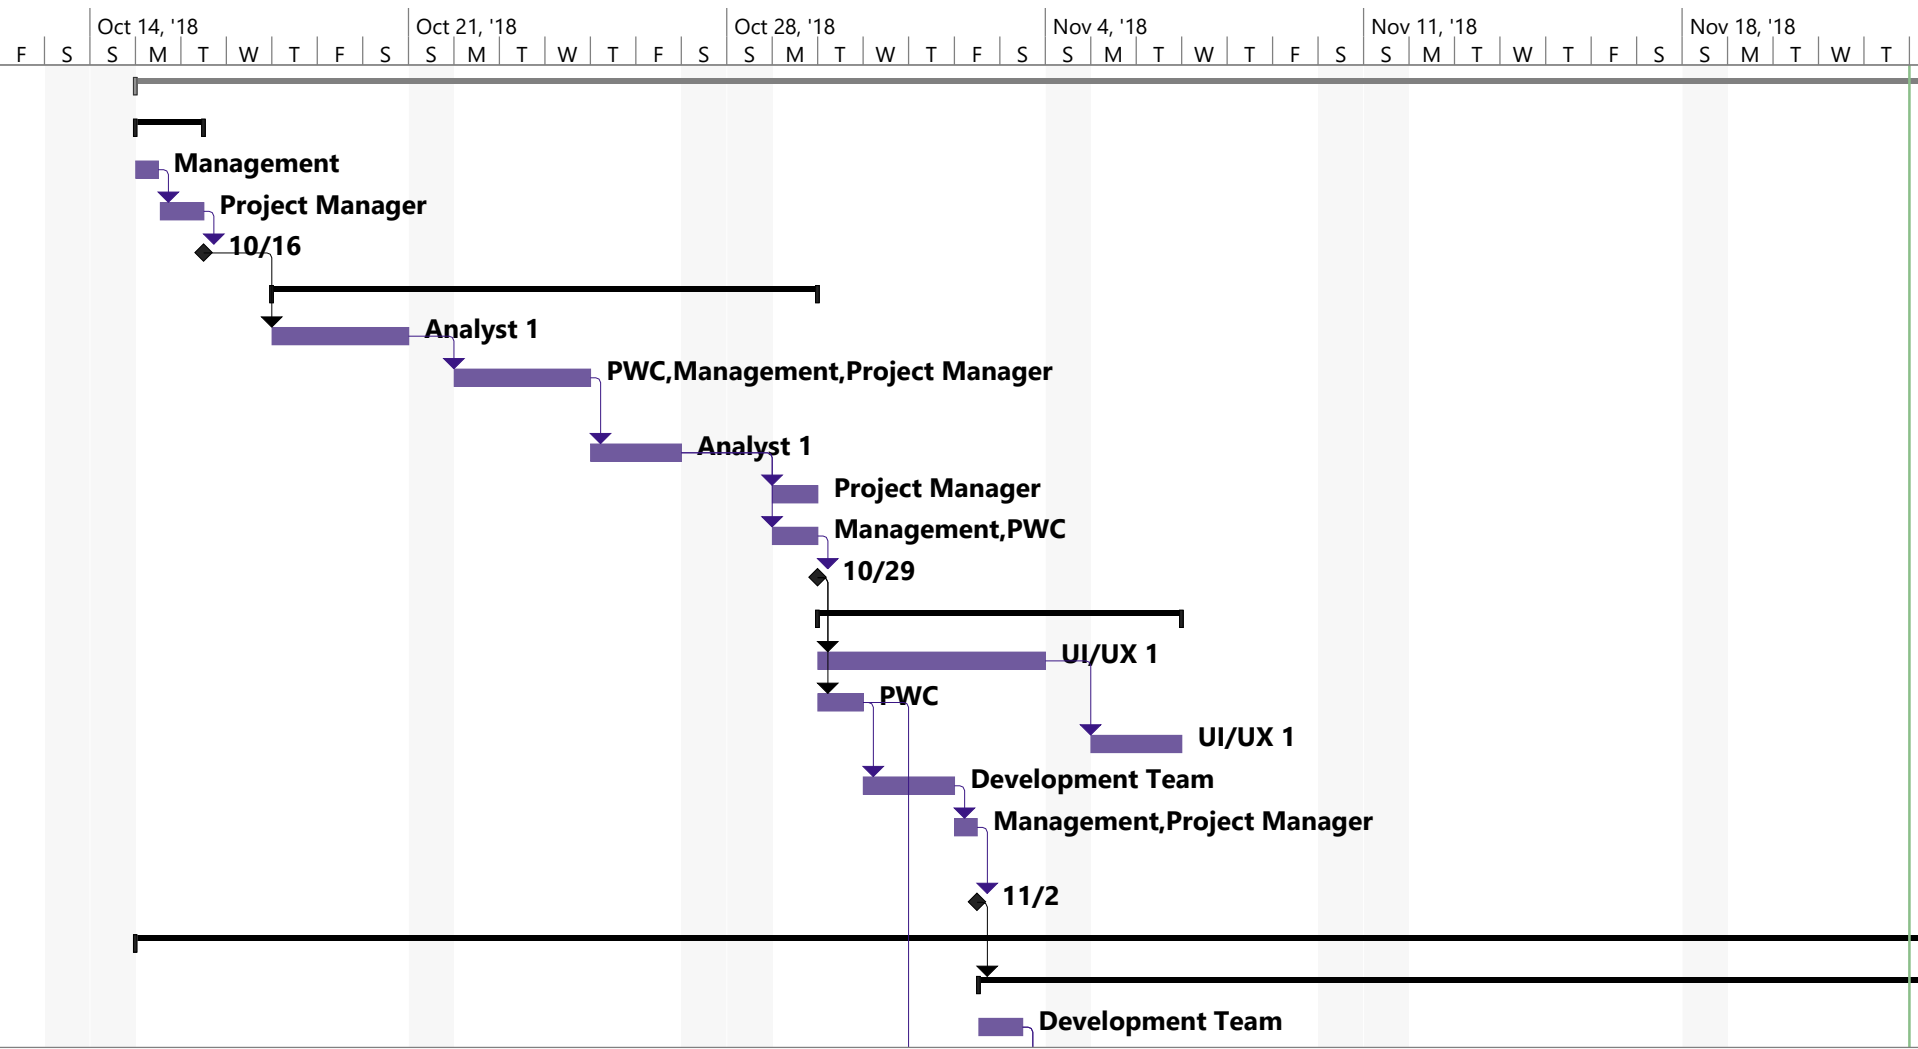 Oct 14, '18 Oct 21, '18 Oct 28, '18 Nov 4, '18 Nov 11, '18 Nov 18, '18
F S S M T W T F S S M T W T F S S M T W T F S S M T W T F S S M T W T F S S M T W T
Management
Project Manager
10/16
Analyst 1
PWC,Management,Project Manager
Analyst 1
Project Manager
Management,PWC
10/29
UI/UX 1
PWC
UI/UX 1
Development Team
Management,Project Manager
11/2
Development Team